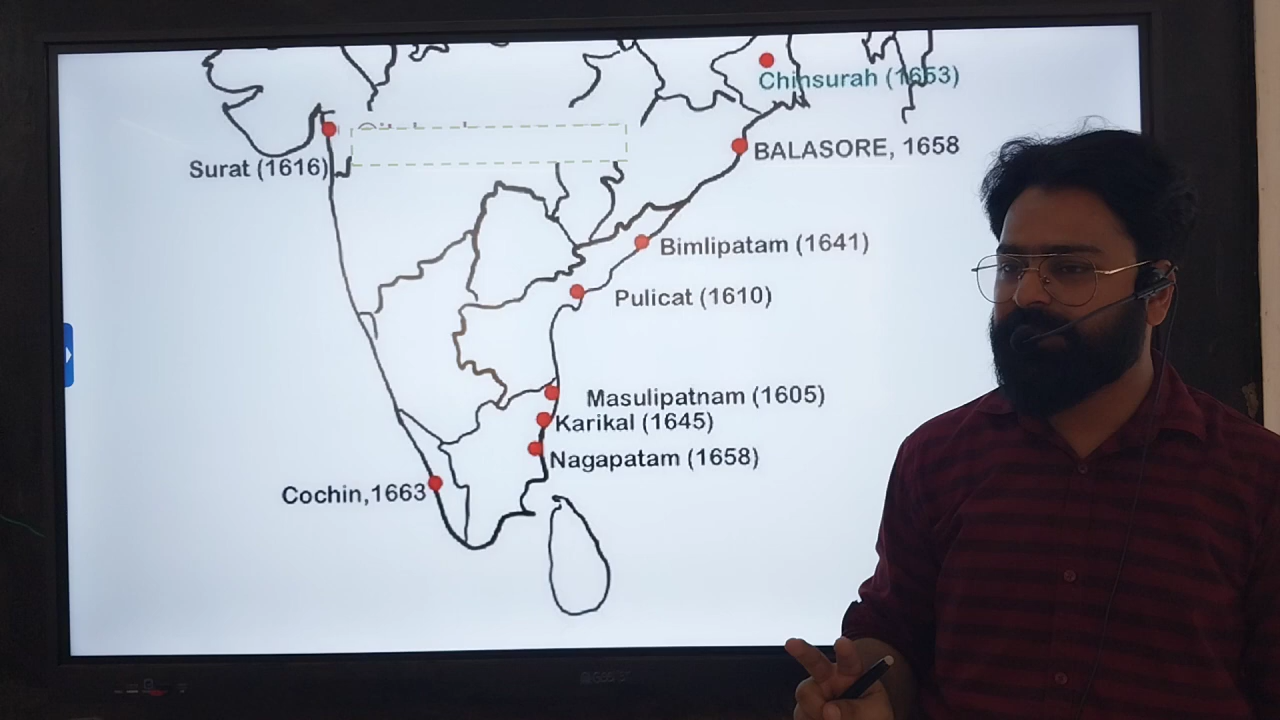 Chinsurah (1653)
BALASORE, 1658
Surat (1616)
Bimlipatam (1641)
Pulicat (1610)
Masulipatnam (1605)
Karikal (1645)
Nagapatam (1658)
Cochin,1663